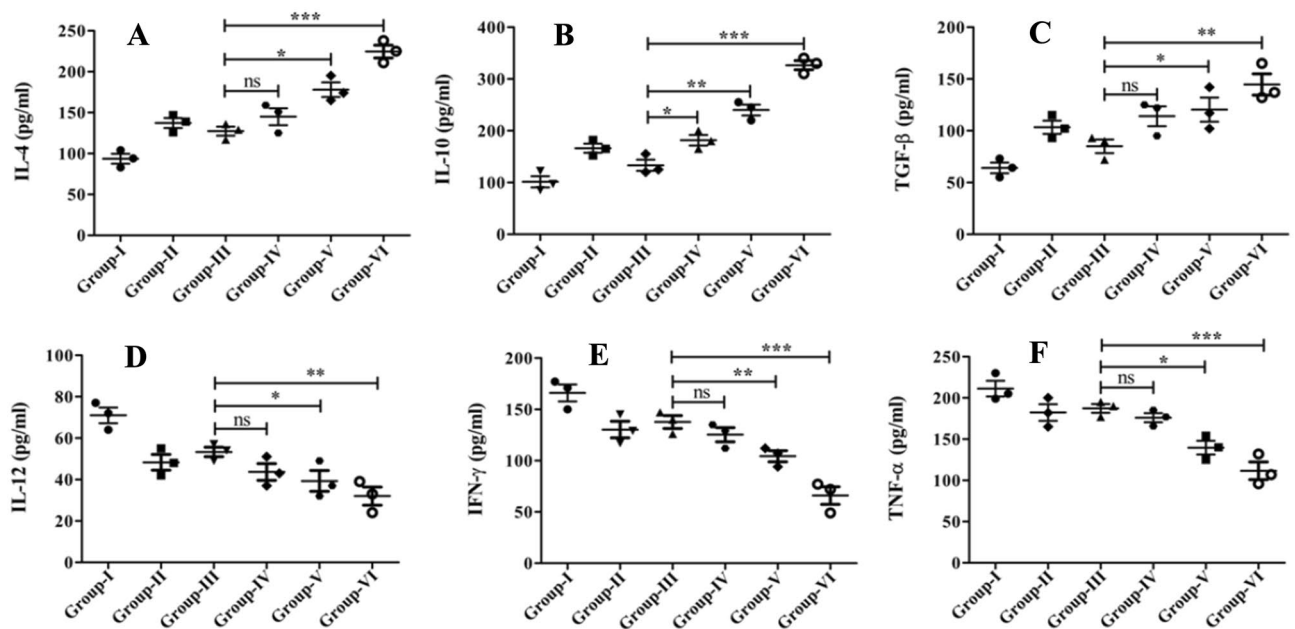 A
IL-4 (pg/ml)
250
200
150
100
50
0
***
*
ns
Group-I
Group-II
Group-III
Group-IV
Group-V
Group-VI
B
IL-10 (pg/ml)
400
300
200
100
0
***
**
*
Group-I
Group-II
Group-III
Group-IV
Group-V
Group-VI
C
TGF-β (pg/ml)
200
150
100
50
0
**
*
ns
Group-I
Group-II
Group-III
Group-IV
Group-V
Group-VI
D
IL-12 (pg/ml)
100
80
60
40
20
0
**
*
ns
Group-I
Group-II
Group-III
Group-IV
Group-V
Group-VI
E
IFN-γ (pg/ml)
200
150
100
50
0
***
**
ns
Group-I
Group-II
Group-III
Group-IV
Group-V
Group-VI
F
TNF-α (pg/ml)
250
200
150
100
50
0
***
*
ns
Group-I
Group-II
Group-III
Group-IV
Group-V
Group-VI